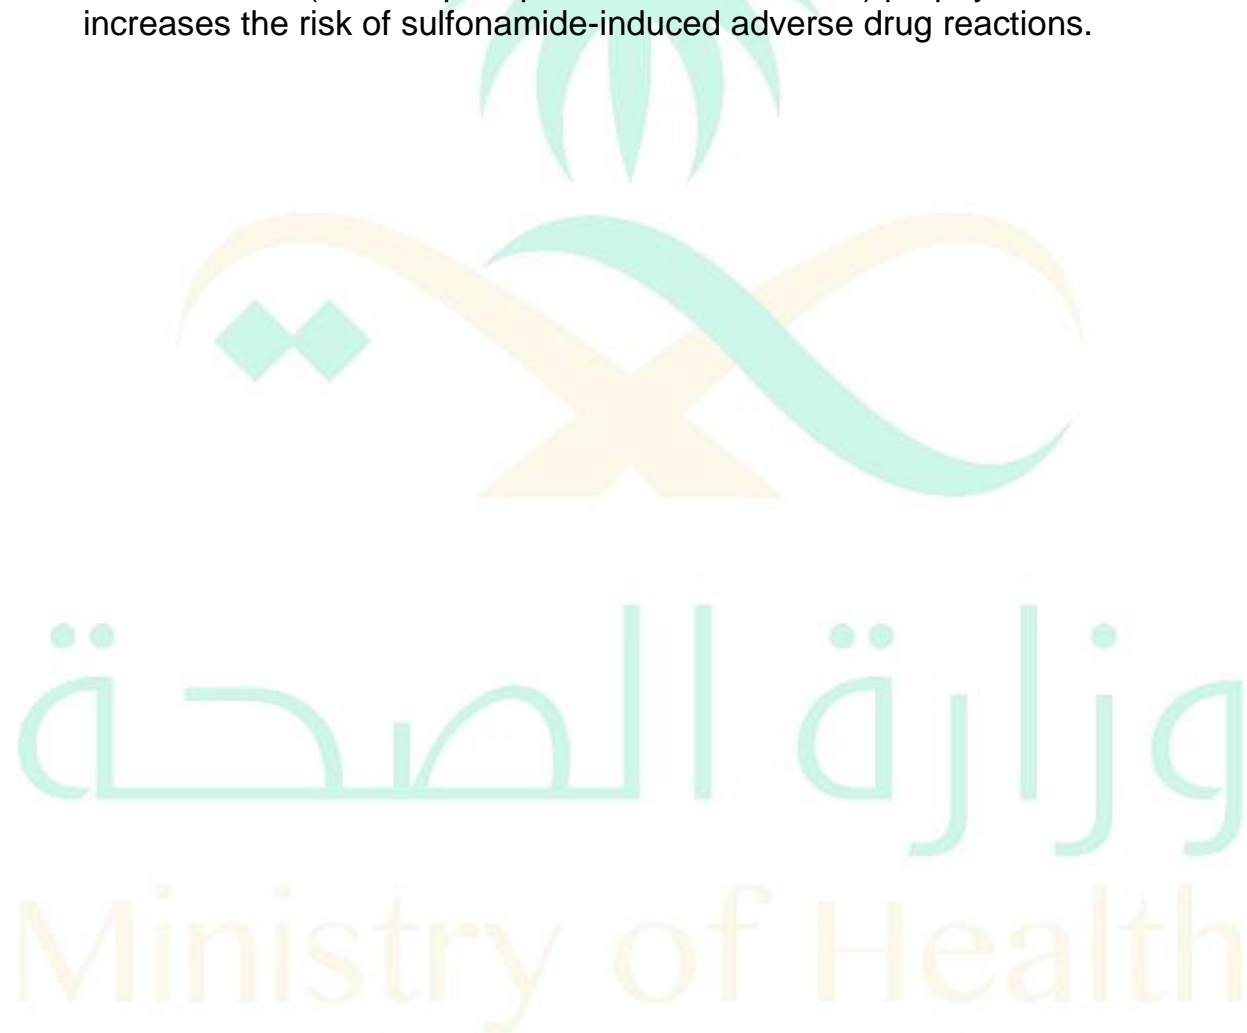 increases the risk of sulfonamide-induced adverse drug reactions.
وزارة الصحة
Ministry of Health